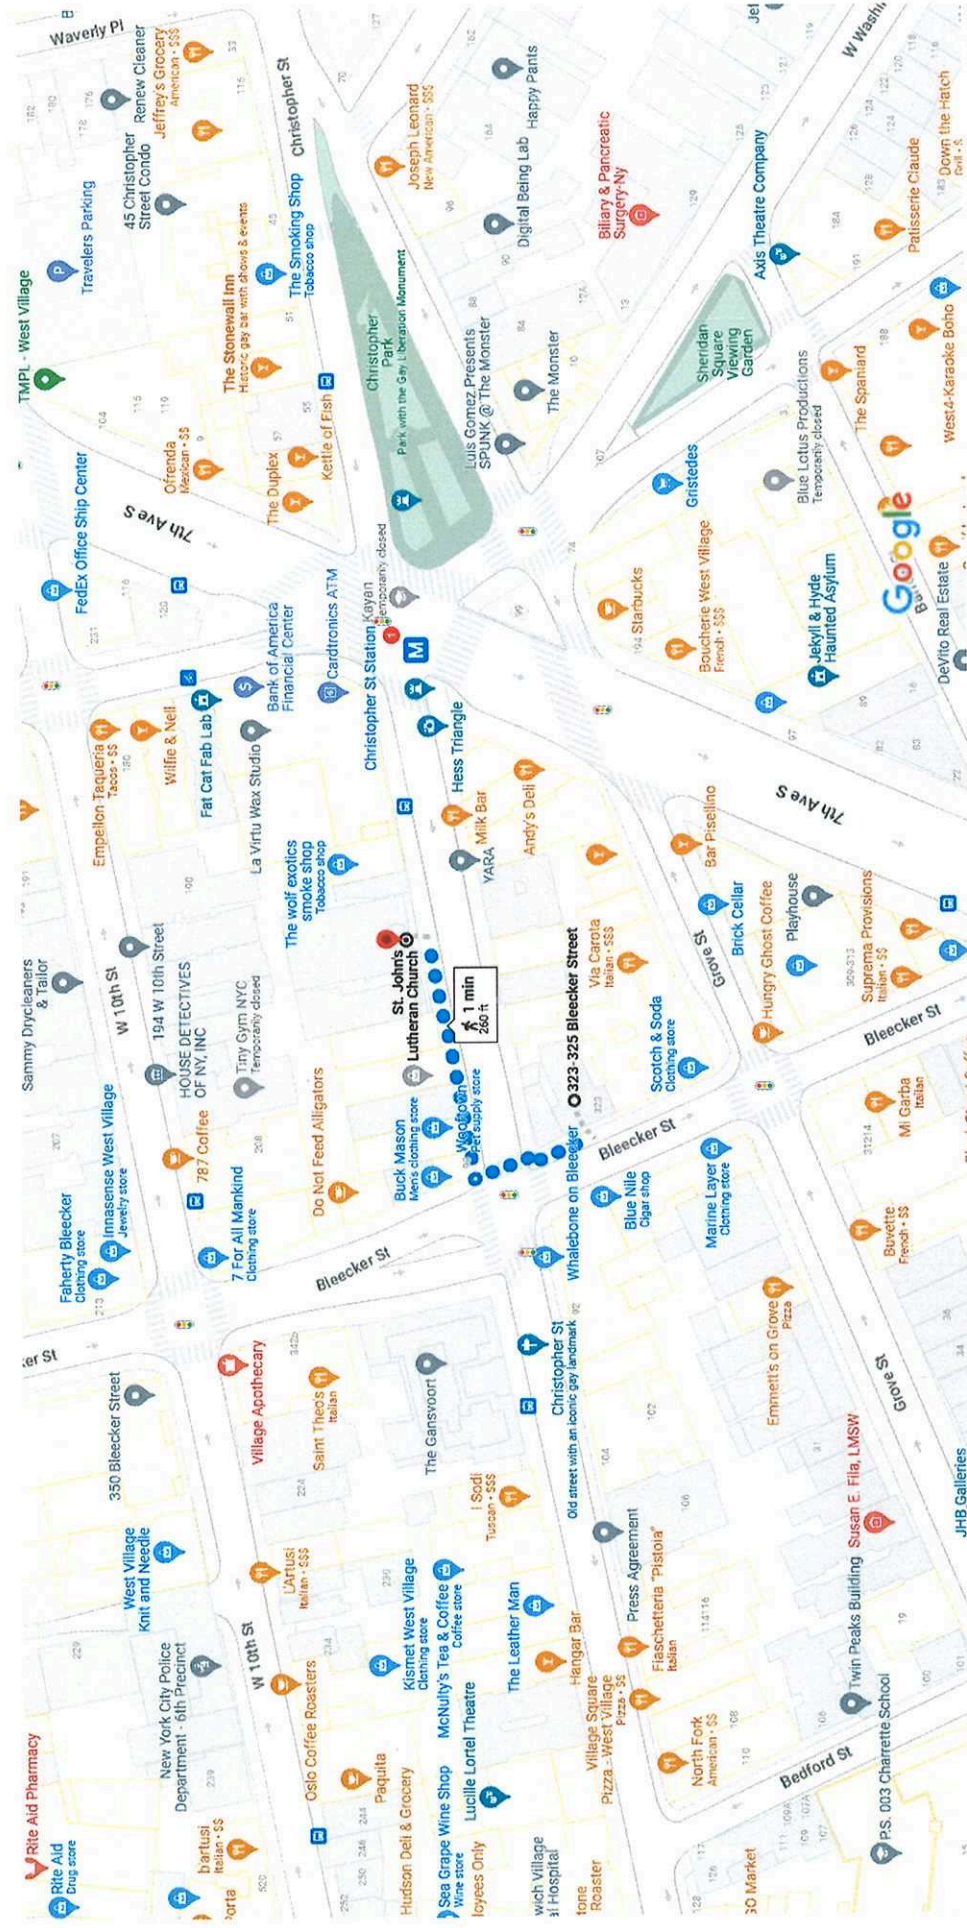 Rite Aid Pharmacy
Rite Aid
Drug store
New York City Police
Department - 6th Precinct
West Village
Knit and Needle
350 Bleecker Street
ker St
Faherty Bleecker
Clothing store
Innasense West Village
Jewelry store
Sammy Drycleaners
& Tailor
W 10th St
194 W 10th Street
HOUSE DETECTIVES
OF NY, INC
Empellon Taqueria
Tacos • $$
Wilfie & Nell
FedEx Office Ship Center
TMPL - West Village
Travelers Parking
Waverly Pl
Renew Cleaner
45 Christopher
Street Condo
Jeffrey's Grocery
American • $$$
bartusi
Italian • $$
Porta
W 10th St
L'Artusi
Italian • $$$
Village Apothecary
787 Coffee
7 For All Mankind
Clothing store
Tiny Gym NYC
Temporarily closed
Fat Cat Fab Lab
La Virtu Wax Studio
Bank of America
Financial Center
7th Ave S
Ofrenda
Mexican • $$
The Duplex
The Stonewall Inn
Historic gay bar with shows & events
Kettle of Fish
The Smoking Shop
Tobacco shop
Christopher St
Oslo Coffee Roasters
Paquita
Saint Theo's
Italian
Bleecker St
Do Not Feed Alligators
The wolf exotics
smoke shop
Tobacco shop
Cardtronics ATM
Christopher St Station
Kayan
Temporarily closed
Christopher
Park
Park with the Gay Liberation Monument
Joseph Leonard
New American • $$$
Hudson Deli & Grocery
Kismet West Village
Clothing store
The Gansvoort
Buck Mason
Men's clothing store
St. John's
Lutheran Church
Sea Grape Wine Shop
Wine store
McNulty's Tea & Coffee
Coffee store
Lucille Lortel Theatre
loyees Only
I Sodi
Tuscan • $$$
Wooftown
Pet supply store
1 min
260 ft
YARA
Milk Bar
Hess Triangle
Andy's Deli
Luis Gomez Presents
SPUNK @ The Monster
The Monster
Digital Being Lab
Happy Pants
The Leather Man
Hangar Bar
wich Village
al Hospital
tone
Roaster
Christopher St
Old street with an iconic gay landmark
Whalebone on Bleecker
323-325 Bleecker Street
Via Carota
Italian • $$$
Village Square
Pizza - West Village
Pizza • $$
Press Agreement
Fiaschetteria "Pistoia"
Italian
Blue Nile
Cigar shop
Bleecker St
Scotch & Soda
Clothing store
194 Starbucks
Biliary & Pancreatic
Surgery-Ny
North Fork
American • $$
Marine Layer
Clothing store
Grove St
Bar Pisellino
Boucherie West Village
French • $$$
Gristedes
Sheridan
Square
Viewing
Garden
Axis Theatre Company
Jef
GO Market
Bedford St
Emmett's on Grove
Pizza
Brick Cellar
Hungry Ghost Coffee
Playhouse
7th Ave S
Jekyll & Hyde
Haunted Asylum
Blue Lotus Productions
Temporarily closed
W Washi
P.S. 003 Charrette School
Twin Peaks Building
Susan E. Fila, LMSW
Grove St
Buvette
French • $$
Mi Garba
Italian
Bleecker St
Suprema Provisions
Italian • $$
The Spaniard
Google
Patisserie Claude
JHB Galleries
DeVito Real Estate
West4-Karaoke Boho
Down the Hatch
Grill • $